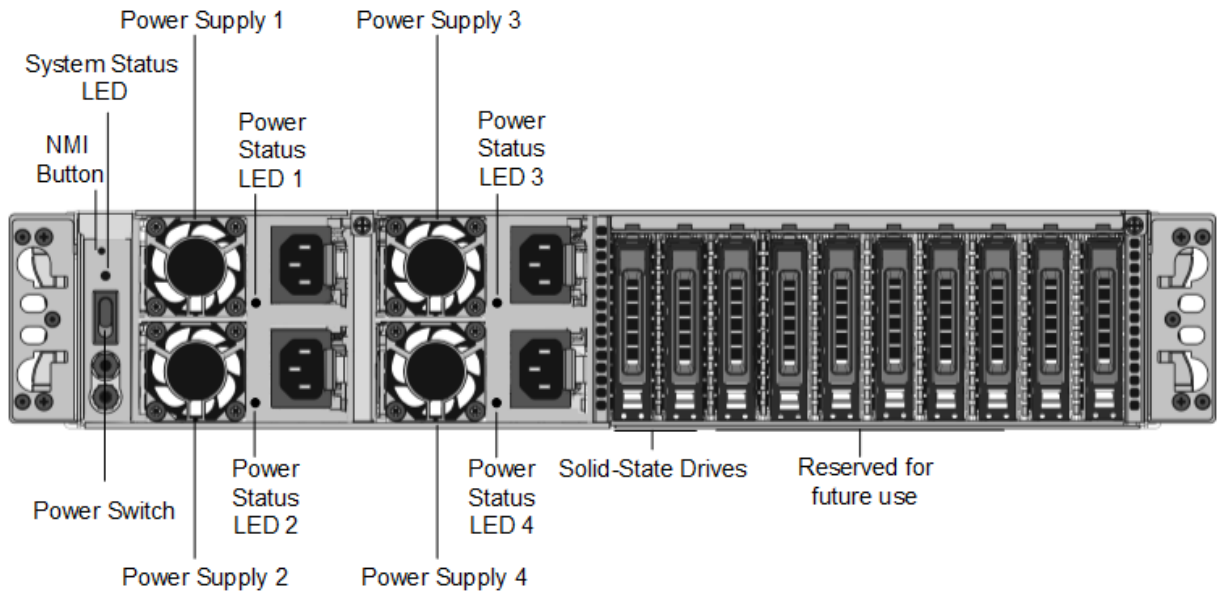 Power Supply 1
Power Supply 3
System Status
LED
NMI
Button
Power
Status
LED 1
Power
Status
LED 3
Power Switch
Power
Status
LED 2
Power
Status
LED 4
Solid-State Drives
Reserved for
future use
Power Supply 2
Power Supply 4